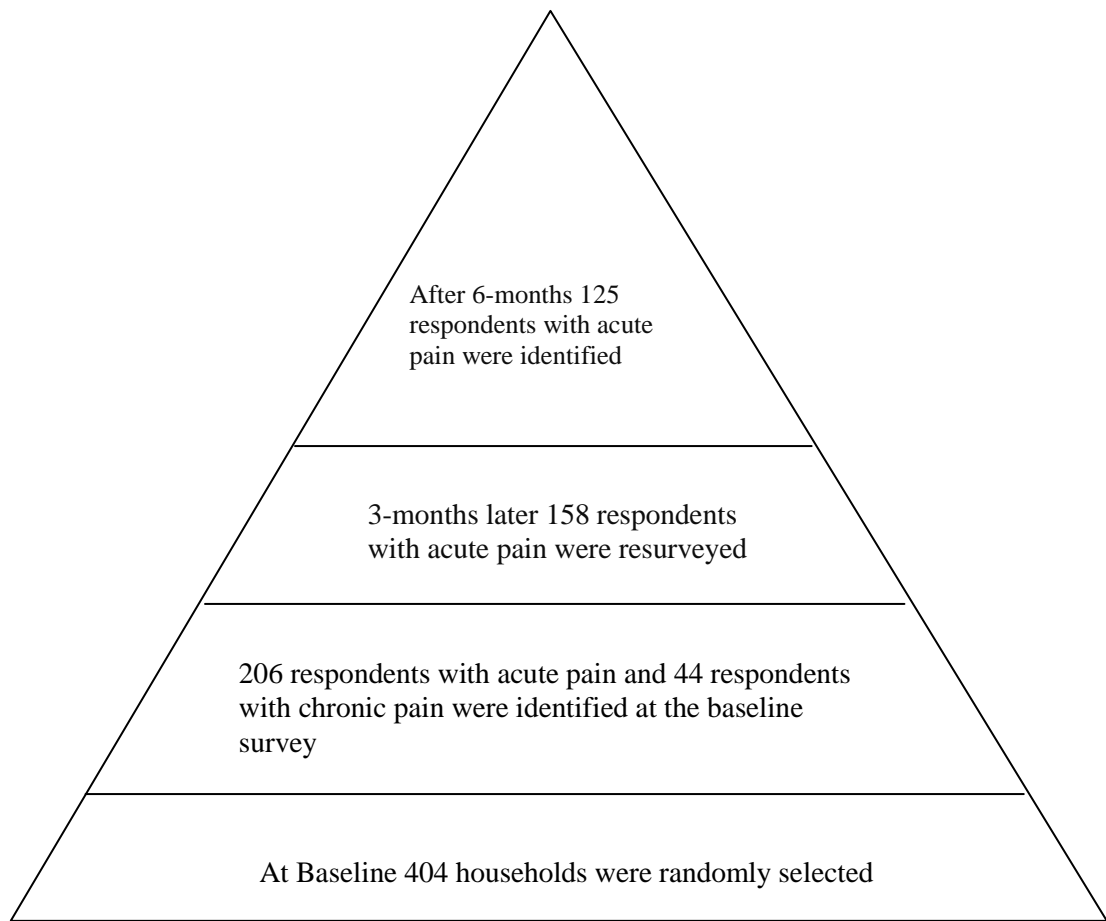 After 6-months 125
respondents with acute
pain were identified
3-months later 158 respondents
with acute pain were resurveyed
206 respondents with acute pain and 44 respondents
with chronic pain were identified at the baseline
survey
At Baseline 404 households were randomly selected